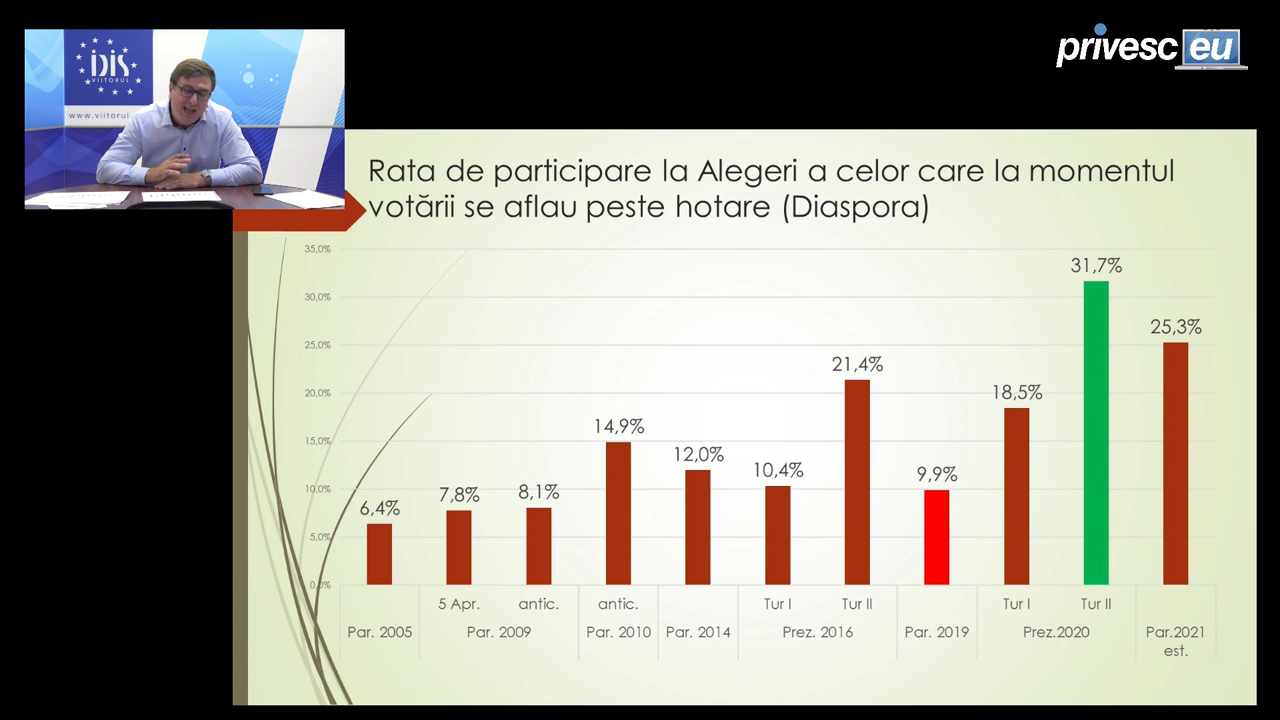 IDIS
VIITORUL
www.viitorul
privesc eu
Rata de participare la Alegeri a celor care la momentul
votării se aflau peste hotare (Diaspora)
35,0%
30,0%
25,0%
20,0%
15,0%
10,0%
5,0%
0,0%
6,4%
7,8%
8,1%
14,9%
12,0%
10,4%
21,4%
9,9%
18,5%
31,7%
25,3%
5 Apr. antic. antic. Tur I Tur II Tur I Tur II
Par. 2005 Par. 2009 Par. 2010 Par. 2014 Prez. 2016 Par. 2019 Prez.2020 Par.2021
est.